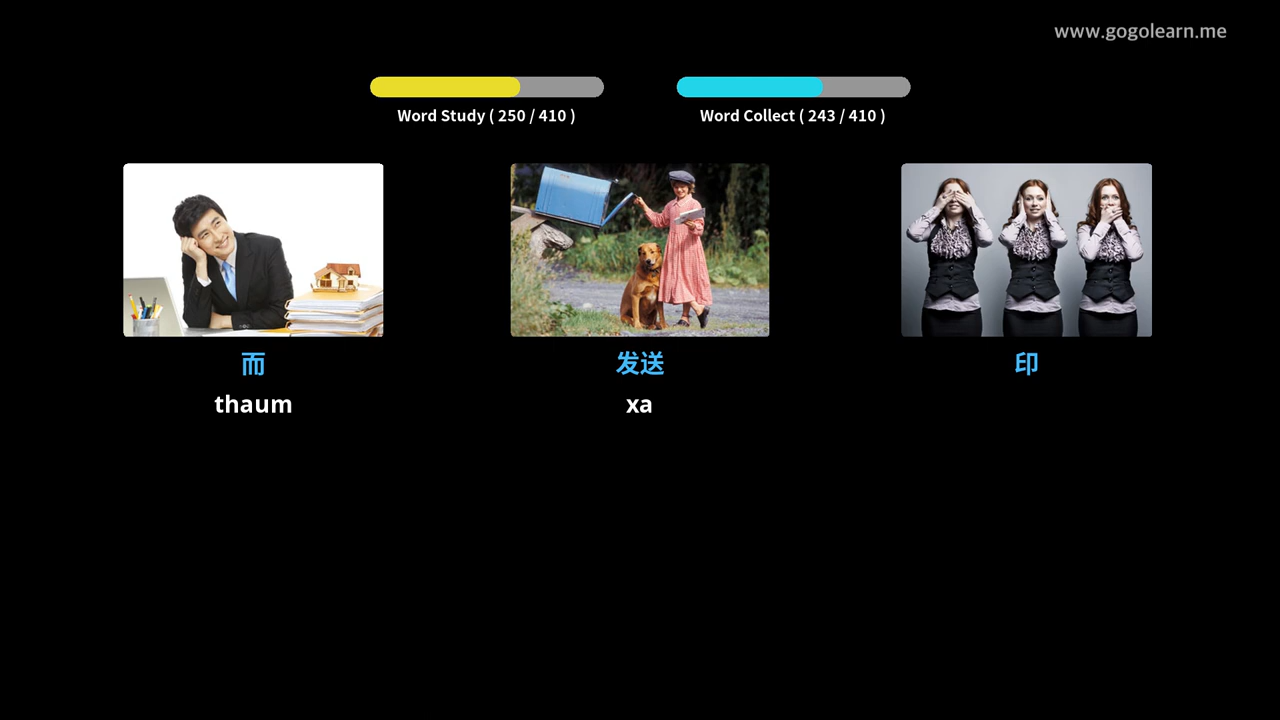 www.gogolearn.me
Word Study ( 250 / 410 )
Word Collect ( 243 / 410 )
而
发送
印
thaum
xa